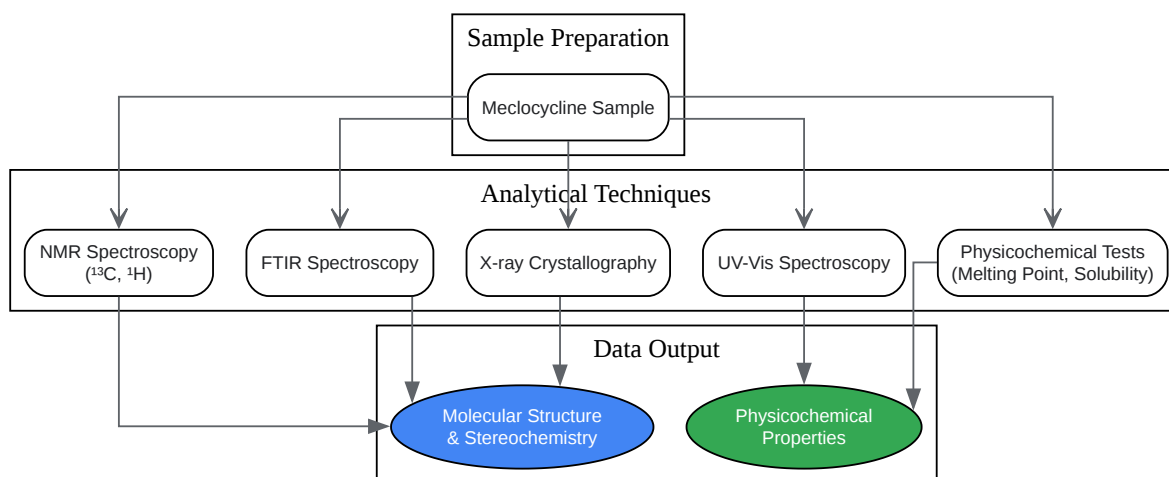 Sample Preparation
Meclocycline Sample
Analytical Techniques
NMR Spectroscopy
(¹³C, ¹H)
FTIR Spectroscopy
X-ray Crystallography
UV-Vis Spectroscopy
Physicochemical Tests
(Melting Point, Solubility)
Data Output
Molecular Structure
& Stereochemistry
Physicochemical
Properties